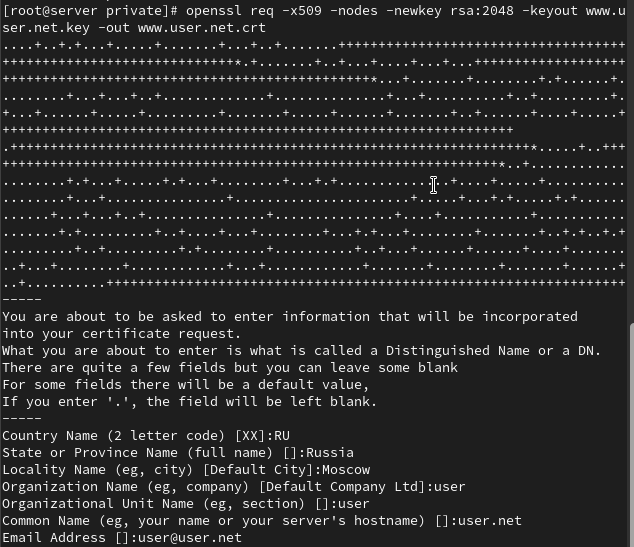 [root@server private]# openssl req -x509 -nodes -newkey rsa:2048 -keyout www.u
ser.net.key -out www.user.net.crt
-----
You are about to be asked to enter information that will be incorporated
into your certificate request.
What you are about to enter is what is called a Distinguished Name or a DN.
There are quite a few fields but you can leave some blank
For some fields there will be a default value,
If you enter '.', the field will be left blank.
-----
Country Name (2 letter code) [XX]:RU
State or Province Name (full name) []:Russia
Locality Name (eg, city) [Default City]:Moscow
Organization Name (eg, company) [Default Company Ltd]:user
Organizational Unit Name (eg, section) []:user
Common Name (eg, your name or your server's hostname) []:user.net
Email Address []:user@user.net